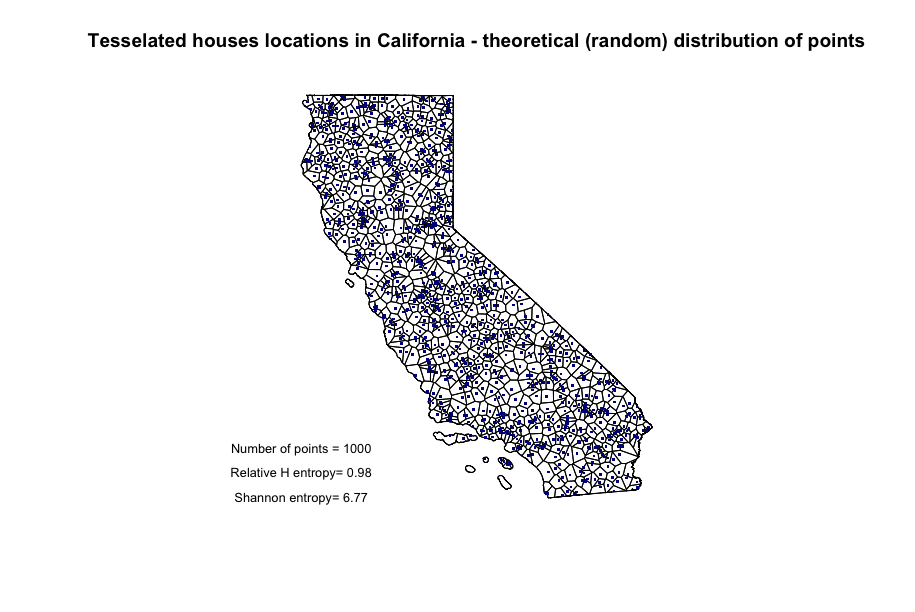 Tesselated houses locations in California - theoretical (random) distribution of points
Number of points = 1000
Relative H entropy= 0.98
Shannon entropy= 6.77